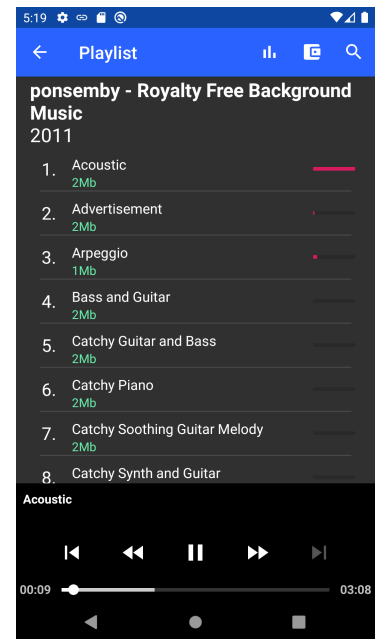 5:19
Playlist
ponsemby - Royalty Free Background
Music
2011
1. Acoustic
2Mb
2. Advertisement
2Mb
3. Arpeggio
1Mb
4. Bass and Guitar
2Mb
5. Catchy Guitar and Bass
2Mb
6. Catchy Piano
2Mb
7. Catchy Soothing Guitar Melody
2Mb
8. Catchy Synth and Guitar
Acoustic
00:09 03:08